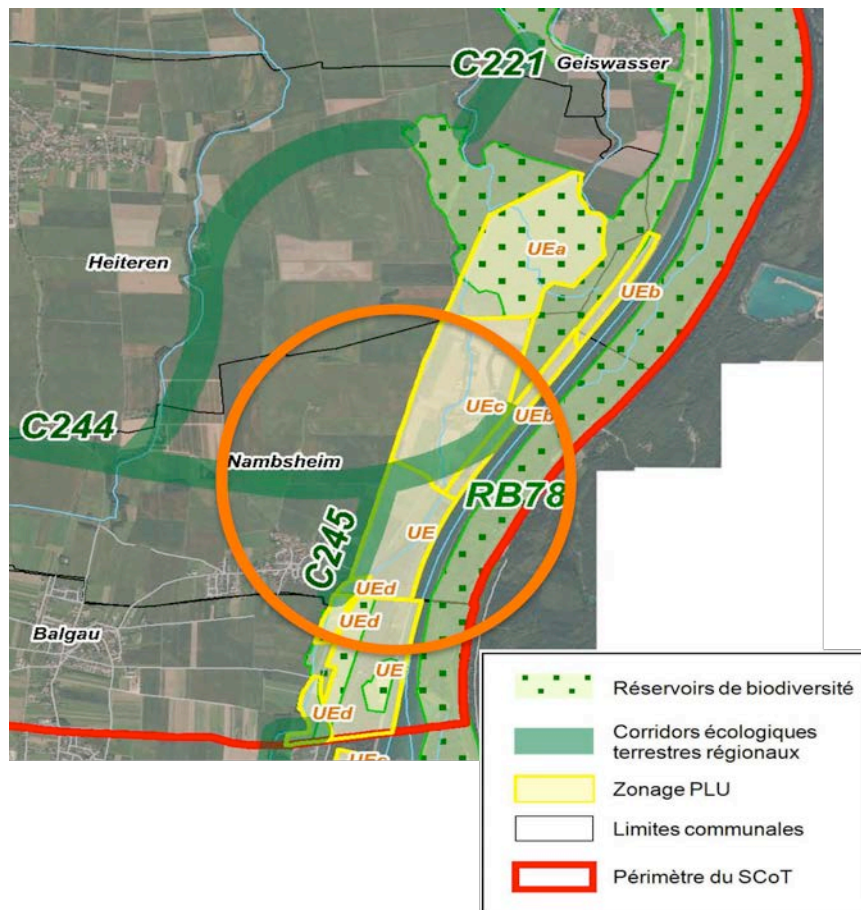 C221
Geiswasser
UEa
Heiteren
UEb
UEc
UEb
C244
Nambsheim
RB78
C245
UE
UEd
UEd
Balgau
UE
UEd
Réservoirs de biodiversité
Corridors écologiques
terrestres régionaux
Zonage PLU
Limites communales
Périmètre du SCoT